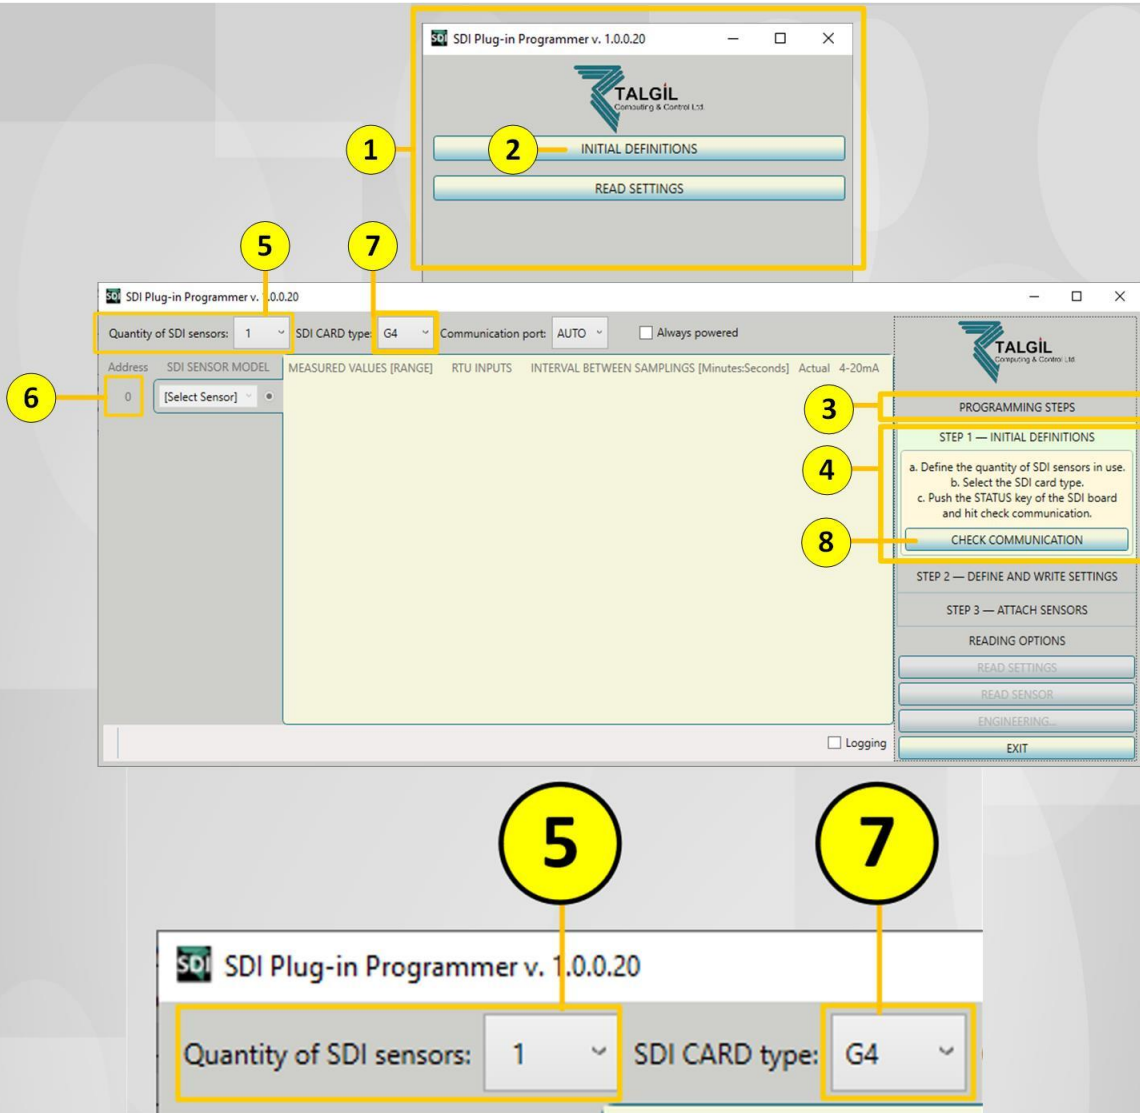 SDI Plug-in Programmer v. 1.0.0.20
TALGIL
Computing & Control Ltd.
1
2
INITIAL DEFINITIONS
READ SETTINGS
5
7
SDI Plug-in Programmer v. 1.0.0.20
Quantity of SDI sensors: 1 SDI CARD type: G4 Communication port: AUTO Always powered
TALGIL
Computing & Control Ltd.
Address SDI SENSOR MODEL MEASURED VALUES [RANGE] RTU INPUTS INTERVAL BETWEEN SAMPLINGS [Minutes:Seconds] Actual 4-20mA
6
0 [Select Sensor]
3
PROGRAMMING STEPS
4
STEP 1 — INITIAL DEFINITIONS
a. Define the quantity of SDI sensors in use.
b. Select the SDI card type.
c. Push the STATUS key of the SDI board
and hit check communication.
8
CHECK COMMUNICATION
STEP 2 — DEFINE AND WRITE SETTINGS
STEP 3 — ATTACH SENSORS
READING OPTIONS
READ SETTINGS
READ SENSOR
ENGINEERING...
Logging
EXIT
5
7
SDI Plug-in Programmer v. 1.0.0.20
Quantity of SDI sensors: 1 SDI CARD type: G4